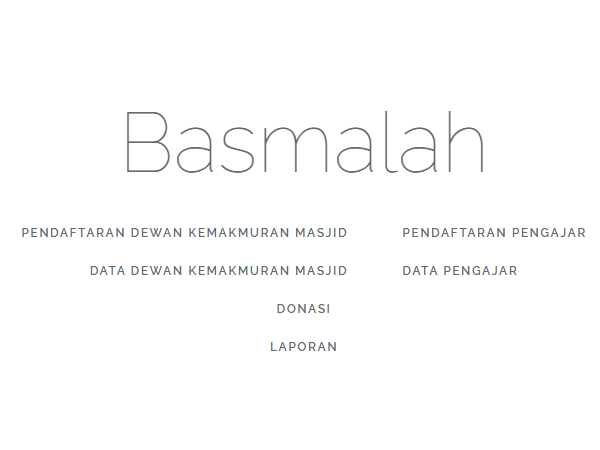 Basmalah
PENDAFTARAN DEWAN KEMAKMURAN MASJID PENDAFTARAN PENGAJAR
DATA DEWAN KEMAKMURAN MASJID DATA PENGAJAR
DONASI
LAPORAN